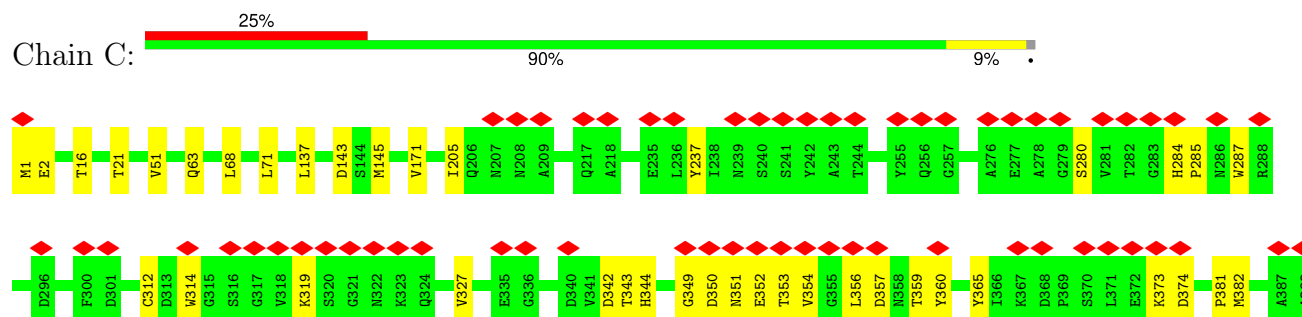 25%
Chain C:
90% 9% •
M1 E2 T16 T21 V51 Q63 L68 L71 L137 D143 S144 M145 V171 I205 Q206 N207 N208 A209 Q217 A218 E235 L236 Y237 I238 N239 S240 S241 Y242 A243 T244 Y255 Q256 G257 A276 E277 A278 G279 S280 V281 T282 G283 H284 P285 N286 W287 R288
D296 F300 D301 C312 D313 W314 G315 S316 G317 V318 K319 S320 G321 N322 K323 Q324 V327 E335 G336 D340 V341 D342 T343 H344 G349 D350 N351 E352 T353 V354 G355 L356 D357 N358 T359 Y360 Y365 I366 K367 D368 P369 S370 L371 E372 K373 D374 P381 M382 A387